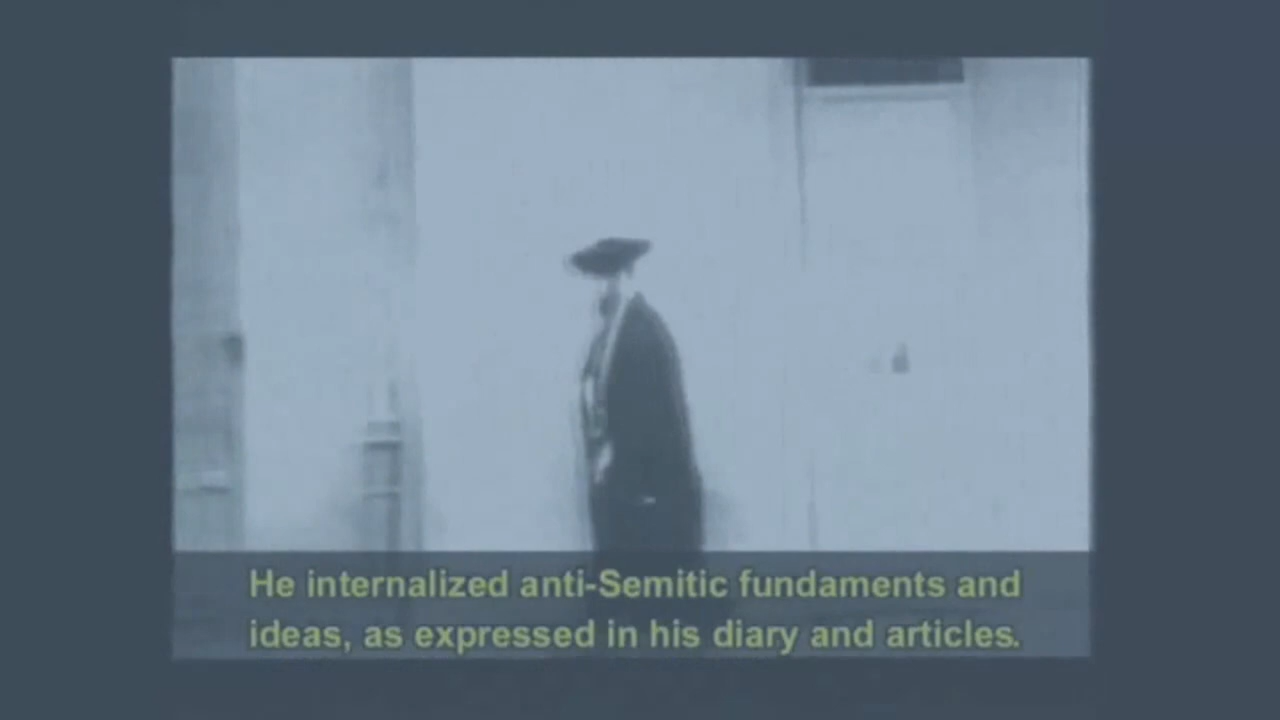 He internalized anti-Semitic fundaments and
ideas, as expressed in his diary and articles.